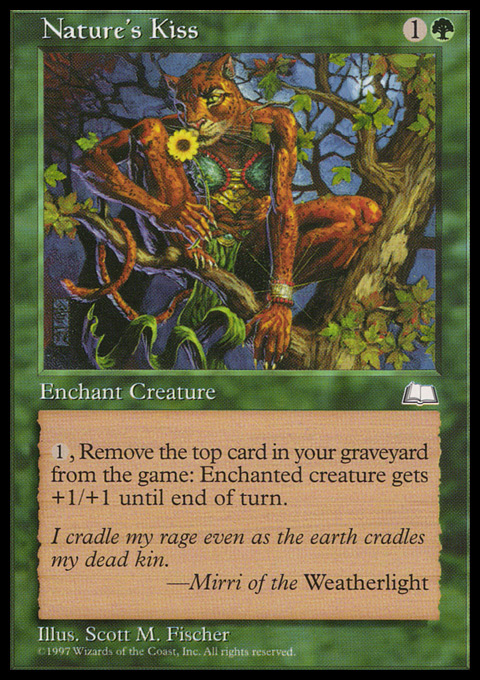 Nature's Kiss 1
Enchant Creature
1, Remove the top card in your graveyard
from the game: Enchanted creature gets
+1/+1 until end of turn.
I cradle my rage even as the earth cradles
my dead kin.
—Mirri of the Weatherlight
Illus. Scott M. Fischer
©1997 Wizards of the Coast, Inc. All rights reserved.